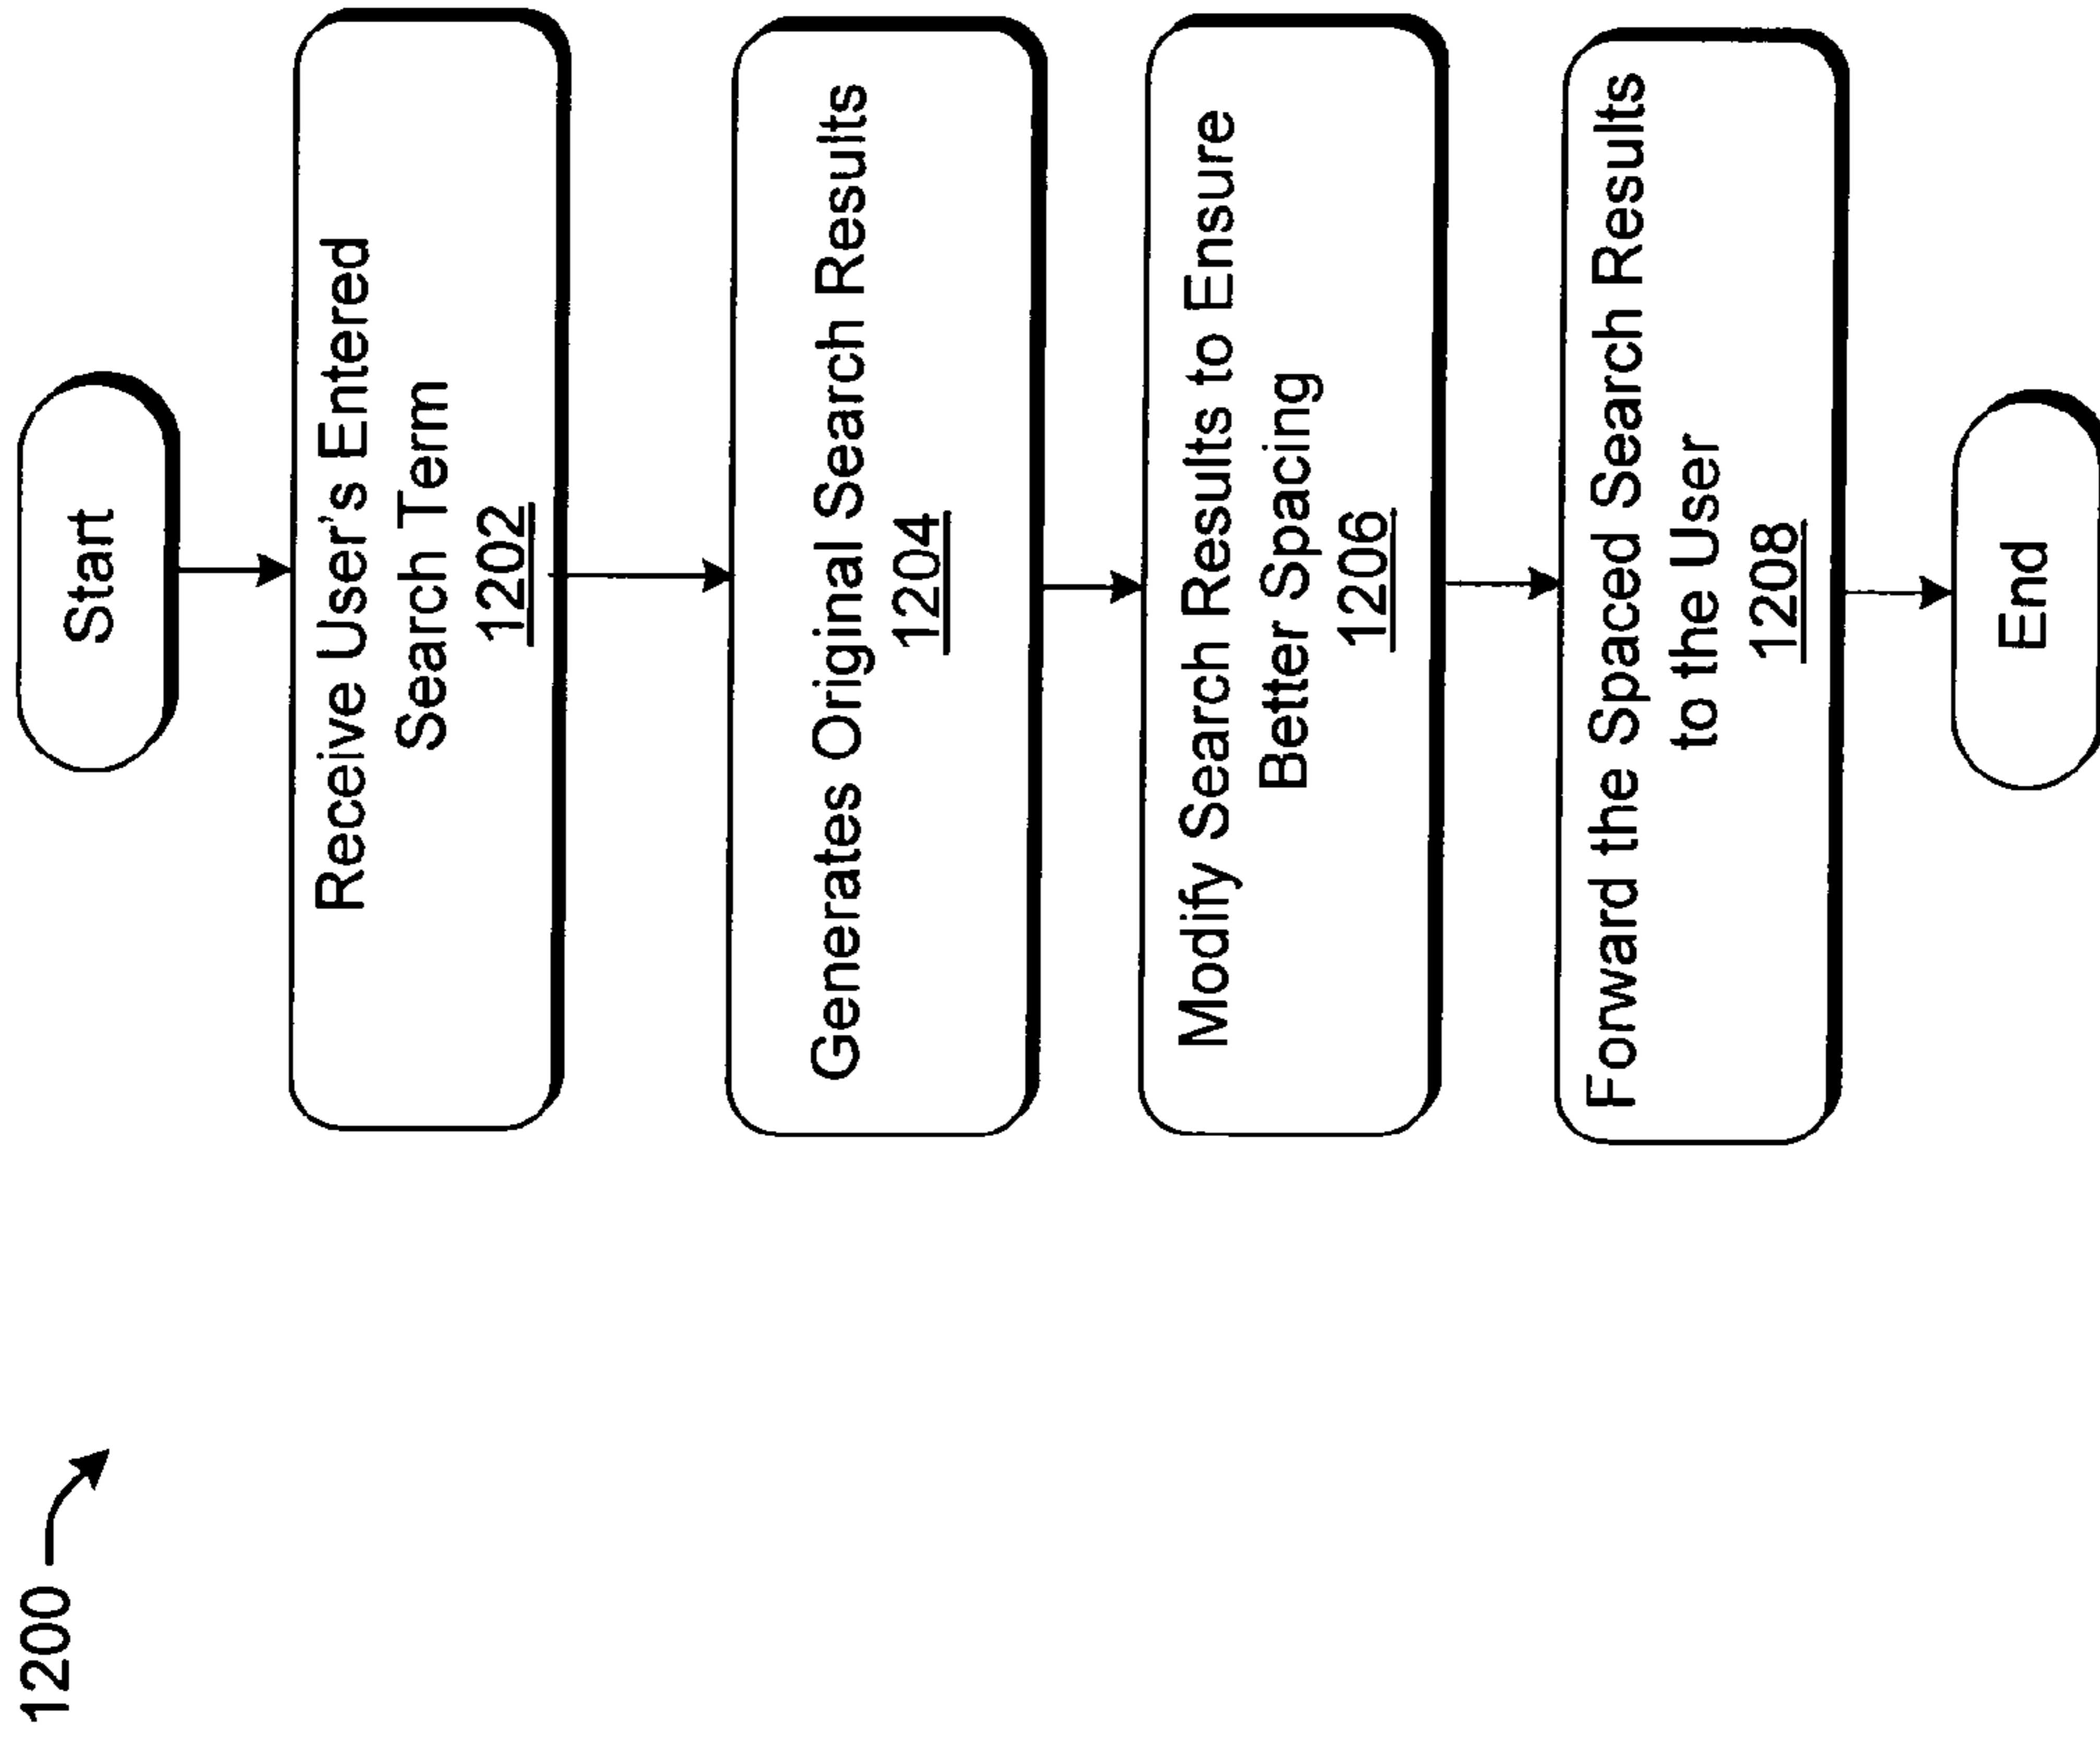 1200
Start
Receive User's Entered
Search Term
1202
Generates Original Search Results
1204
Modify Search Results to Ensure
Better Spacing
1206
Forward the Spaced Search Results
to the User
1208
End